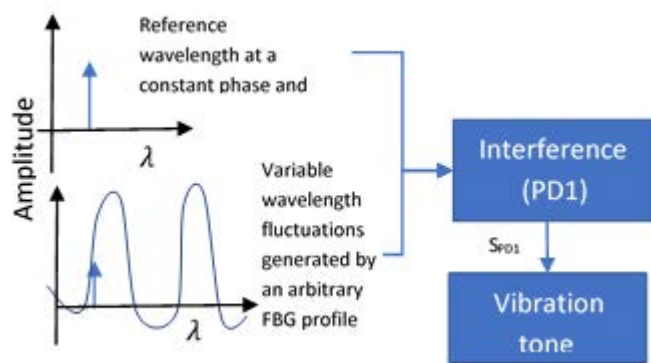 Reference
wavelength at a
constant phase and
Amplitude
λ
Variable
wavelength
fluctuations
generated by
an arbitrary
FBG profile
λ
Interference
(PD1)
S_PD1
Vibration
tone